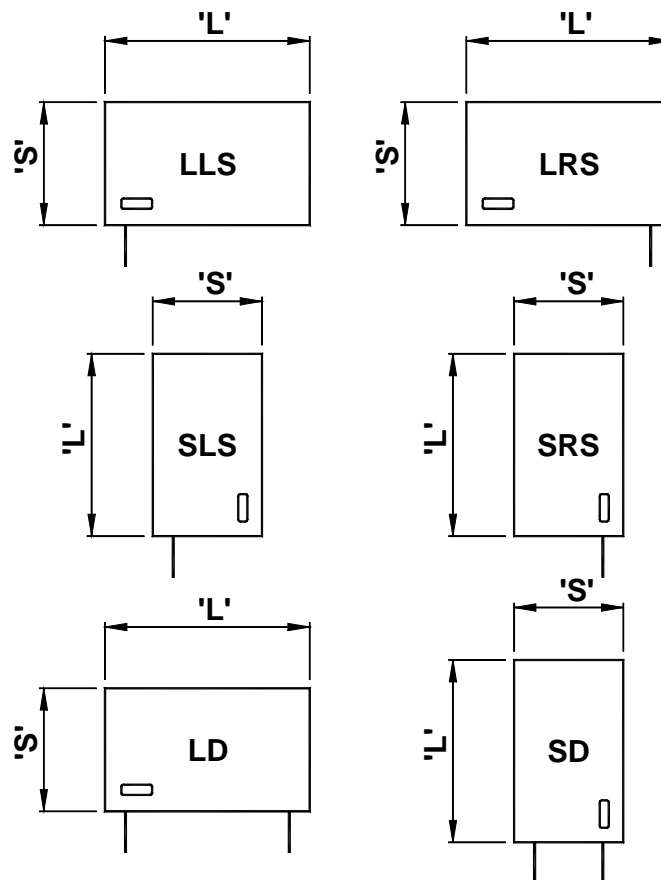 'L' 'L'
'S' LLS 'S' LRS
'S' 'S'
'L' SLS 'L' SRS
'L' 'S'
'S' LD 'L' SD